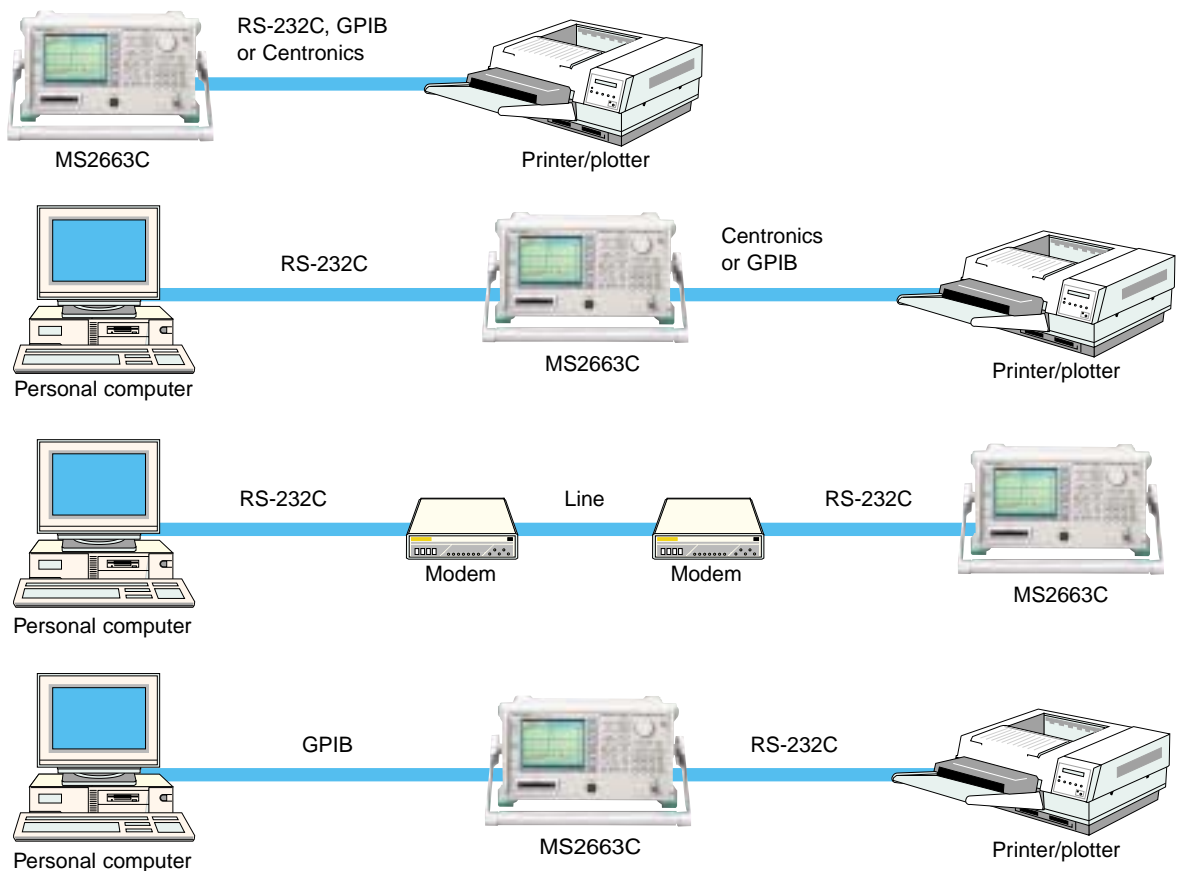 RS-232C, GPIB
or Centronics
MS2663C
Printer/plotter
RS-232C
Centronics
or GPIB
Personal computer
MS2663C
Printer/plotter
RS-232C
Line
RS-232C
Modem
Modem
Personal computer
MS2663C
GPIB
RS-232C
Personal computer
MS2663C
Printer/plotter